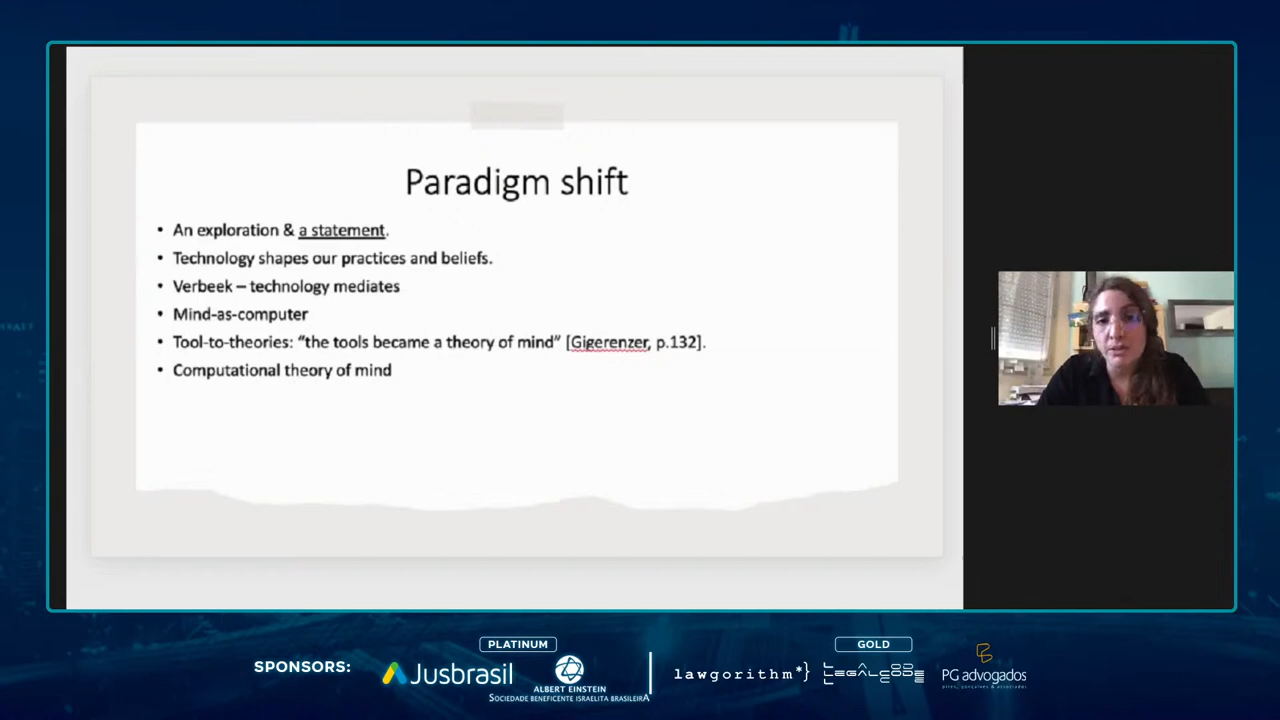 Paradigm shift
• An exploration & a statement.
• Technology shapes our practices and beliefs.
• Verbeek – technology mediates
• Mind-as-computer
• Tool-to-theories: “the tools became a theory of mind” [Gigerenzer, p.132].
• Computational theory of mind
PLATINUM
GOLD
SPONSORS:
Jusbrasil
ALBERT EINSTEIN
SOCIEDADE BENEFICENTE ISRAELITA BRASILEIRA
lawgorithm*}
LEGALCODE
PG advogados